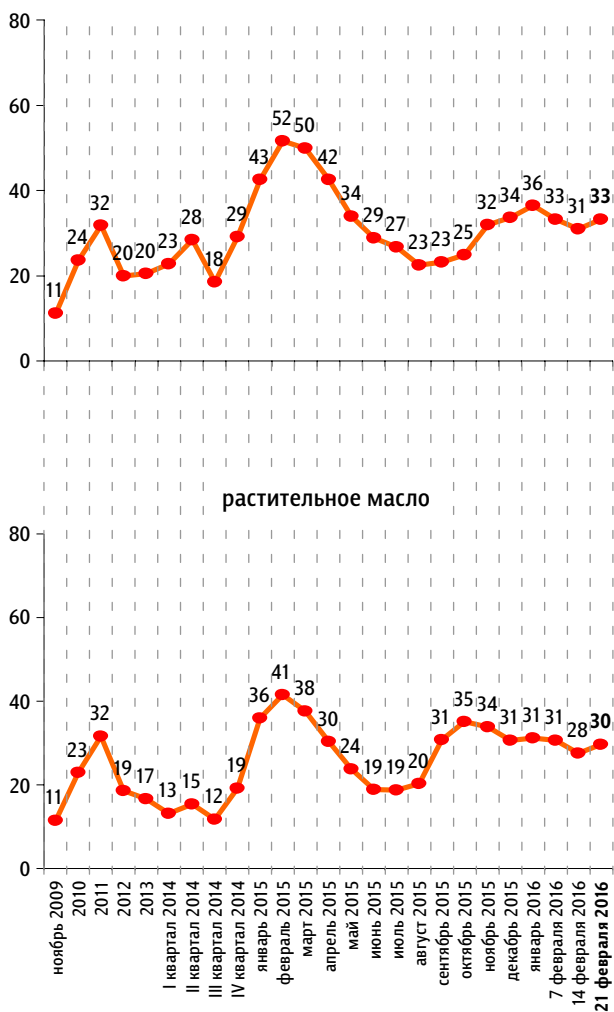 80
60
40
20
0
11
24
32
20
20
23
28
18
29
43
52
50
42
34
29
27
23
23
25
32
34
36
33
31
33
растительное масло
80
60
40
20
0
11
23
32
19
17
13
15
12
19
36
41
38
30
24
19
19
20
31
35
34
31
31
31
28
30
ноябрь 2009
2010
2011
2012
2013
I квартал 2014
II квартал 2014
III квартал 2014
IV квартал 2014
январь 2015
февраль 2015
март 2015
апрель 2015
май 2015
июнь 2015
июль 2015
август 2015
сентябрь 2015
октябрь 2015
ноябрь 2015
декабрь 2015
январь 2016
7 февраля 2016
14 февраля 2016
21 февраля 2016